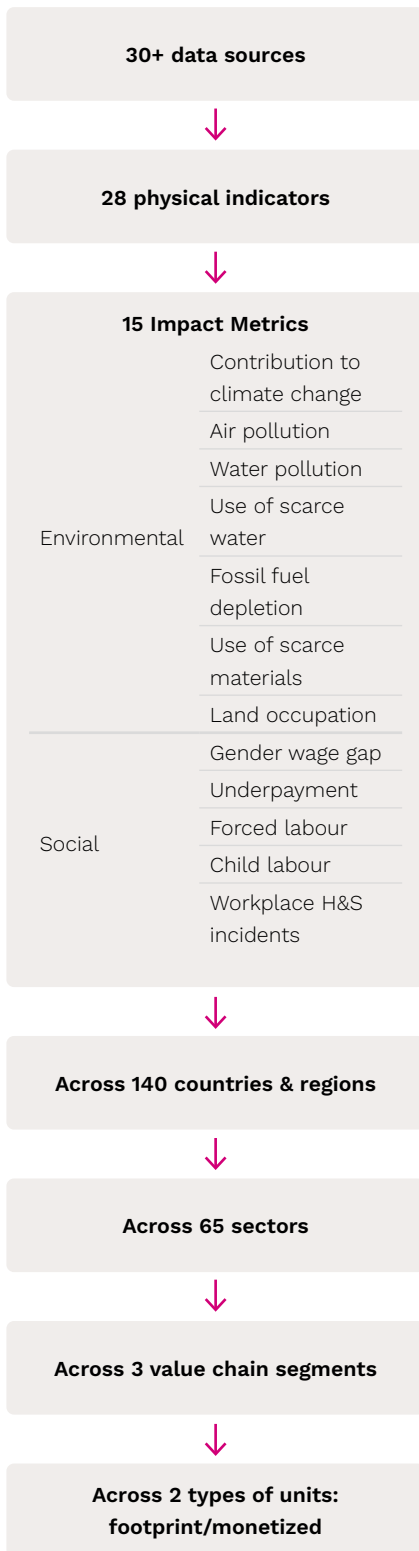 30+ data sources
28 physical indicators
15 Impact Metrics
Environmental
Contribution to
climate change
Air pollution
Water pollution
Use of scarce
water
Fossil fuel
depletion
Use of scarce
materials
Land occupation
Social
Gender wage gap
Underpayment
Forced labour
Child labour
Workplace H&S
incidents
Across 140 countries & regions
Across 65 sectors
Across 3 value chain segments
Across 2 types of units:
footprint/monetized